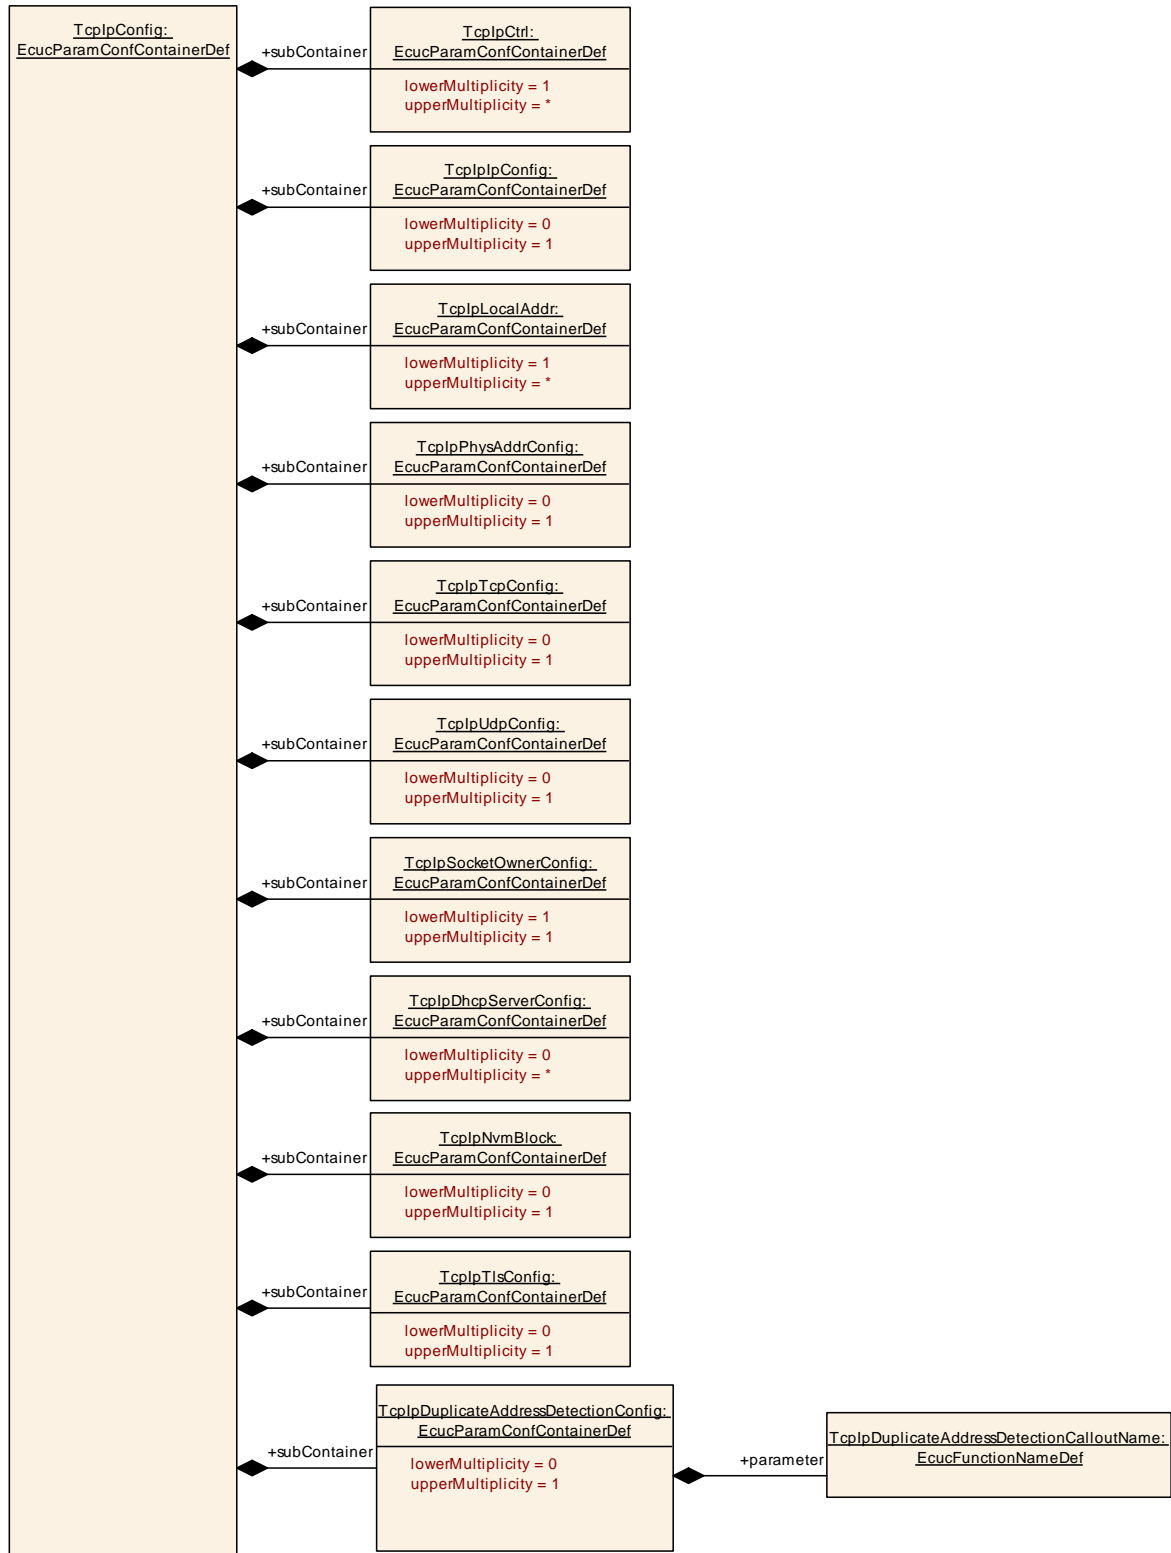 TcpIpConfig:
EcucParamConfContainerDef
+subContainer
TcpIpCtrl:
EcucParamConfContainerDef
lowerMultiplicity = 1
upperMultiplicity = *
+subContainer
TcpIpIpConfig:
EcucParamConfContainerDef
lowerMultiplicity = 0
upperMultiplicity = 1
+subContainer
TcpIpLocalAddr:
EcucParamConfContainerDef
lowerMultiplicity = 1
upperMultiplicity = *
+subContainer
TcpIpPhysAddrConfig:
EcucParamConfContainerDef
lowerMultiplicity = 0
upperMultiplicity = 1
+subContainer
TcpIpTcpConfig:
EcucParamConfContainerDef
lowerMultiplicity = 0
upperMultiplicity = 1
+subContainer
TcpIpUdpConfig:
EcucParamConfContainerDef
lowerMultiplicity = 0
upperMultiplicity = 1
+subContainer
TcpIpSocketOwnerConfig:
EcucParamConfContainerDef
lowerMultiplicity = 1
upperMultiplicity = 1
+subContainer
TcpIpDhcpServerConfig:
EcucParamConfContainerDef
lowerMultiplicity = 0
upperMultiplicity = *
+subContainer
TcpIpNvmBlock:
EcucParamConfContainerDef
lowerMultiplicity = 0
upperMultiplicity = 1
+subContainer
TcpIpTlsConfig:
EcucParamConfContainerDef
lowerMultiplicity = 0
upperMultiplicity = 1
+subContainer
TcpIpDuplicateAddressDetectionConfig:
EcucParamConfContainerDef
lowerMultiplicity = 0
upperMultiplicity = 1
+parameter
TcpIpDuplicateAddressDetectionCalloutName:
EcucFunctionNameDef